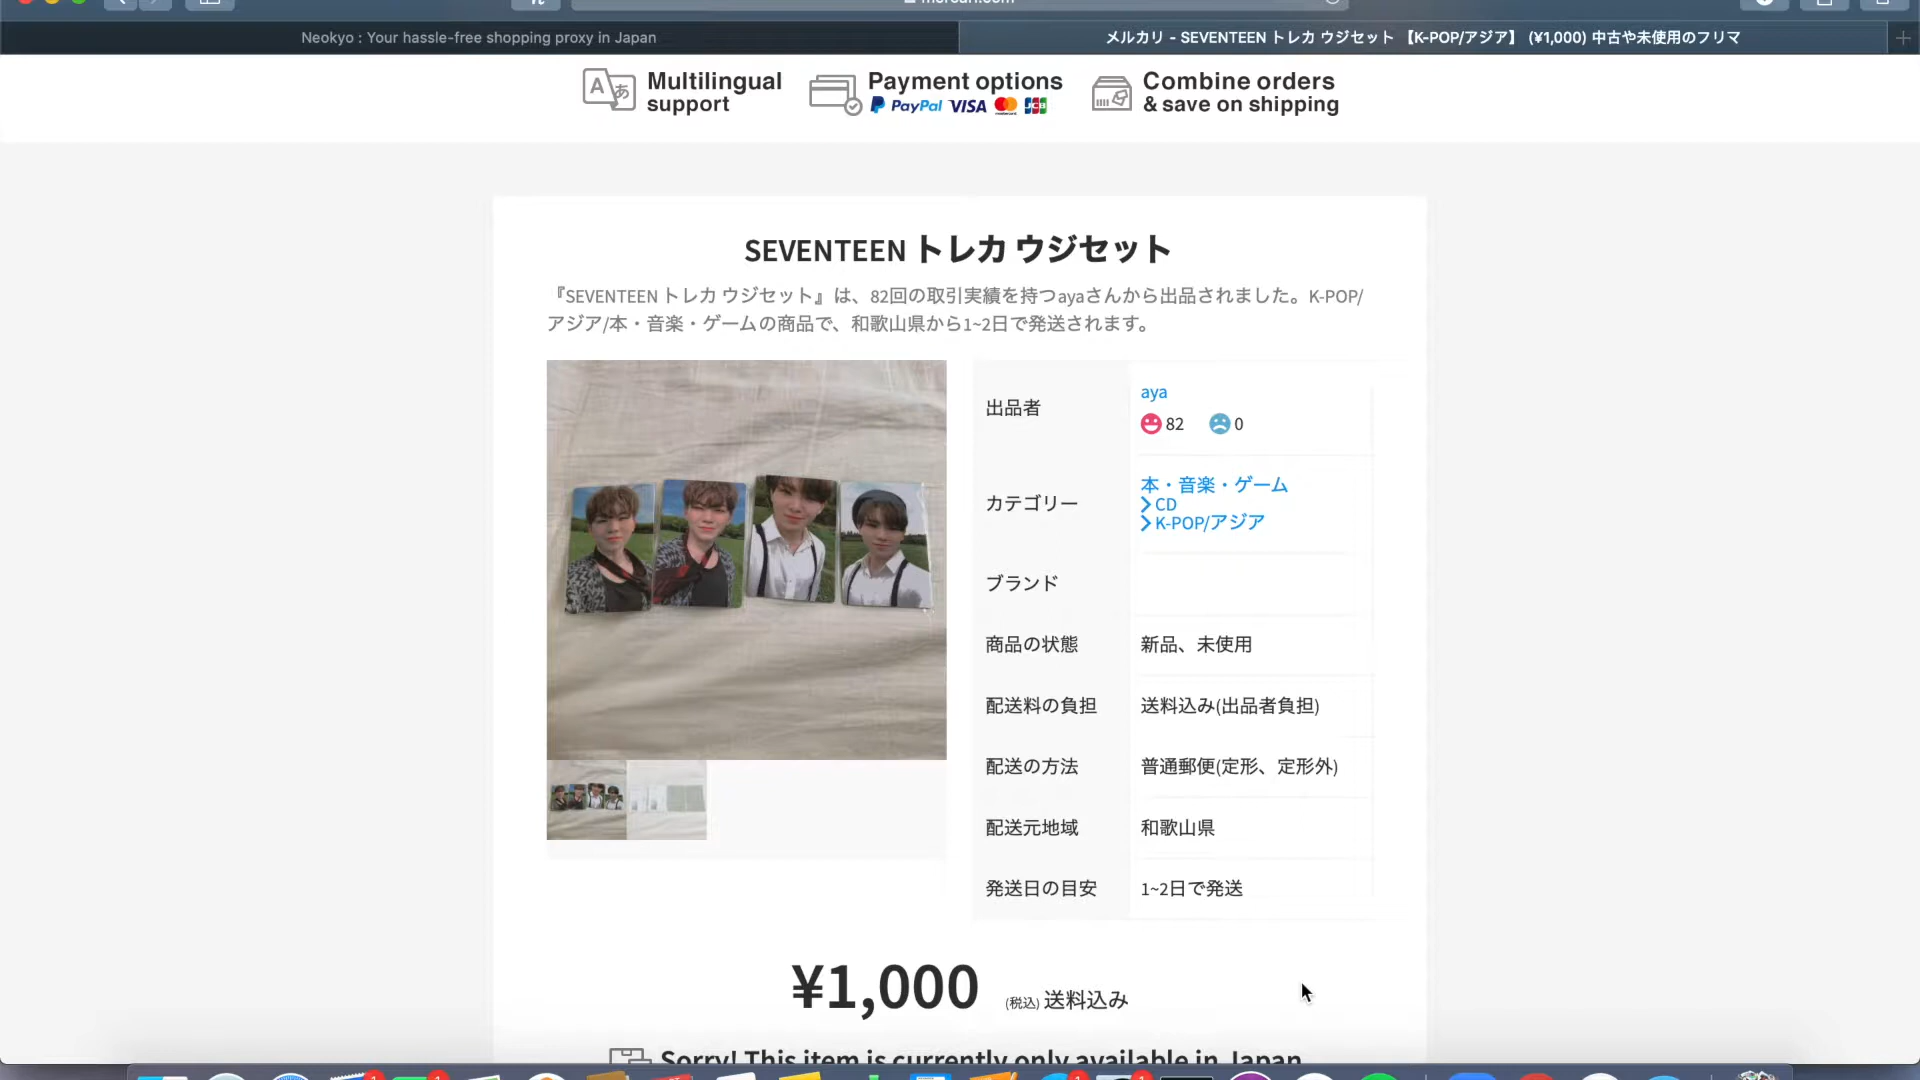 Neokyo : Your hassle-free shopping proxy in Japan
メルカリ - SEVENTEEN トレカ ウジセット 【K-POP/アジア】 (¥1,000) 中古や未使用のフリマ
Multilingual
support
Payment options
PayPal VISA mastercard JCB
Combine orders
& save on shipping
SEVENTEEN トレカ ウジセット
『SEVENTEEN トレカ ウジセット』は、82回の取引実績を持つayaさんから出品されました。K-POP/
アジア/本・音楽・ゲームの商品で、和歌山県から1~2日で発送されます。
出品者
aya
82 0
カテゴリー
本・音楽・ゲーム
CD
K-POP/アジア
ブランド
商品の状態
新品、未使用
配送料の負担
送料込み(出品者負担)
配送の方法
普通郵便(定形、定形外)
配送元地域
和歌山県
発送日の目安
1~2日で発送
¥1,000 (税込) 送料込み
Sorry! This item is currently only available in Japan